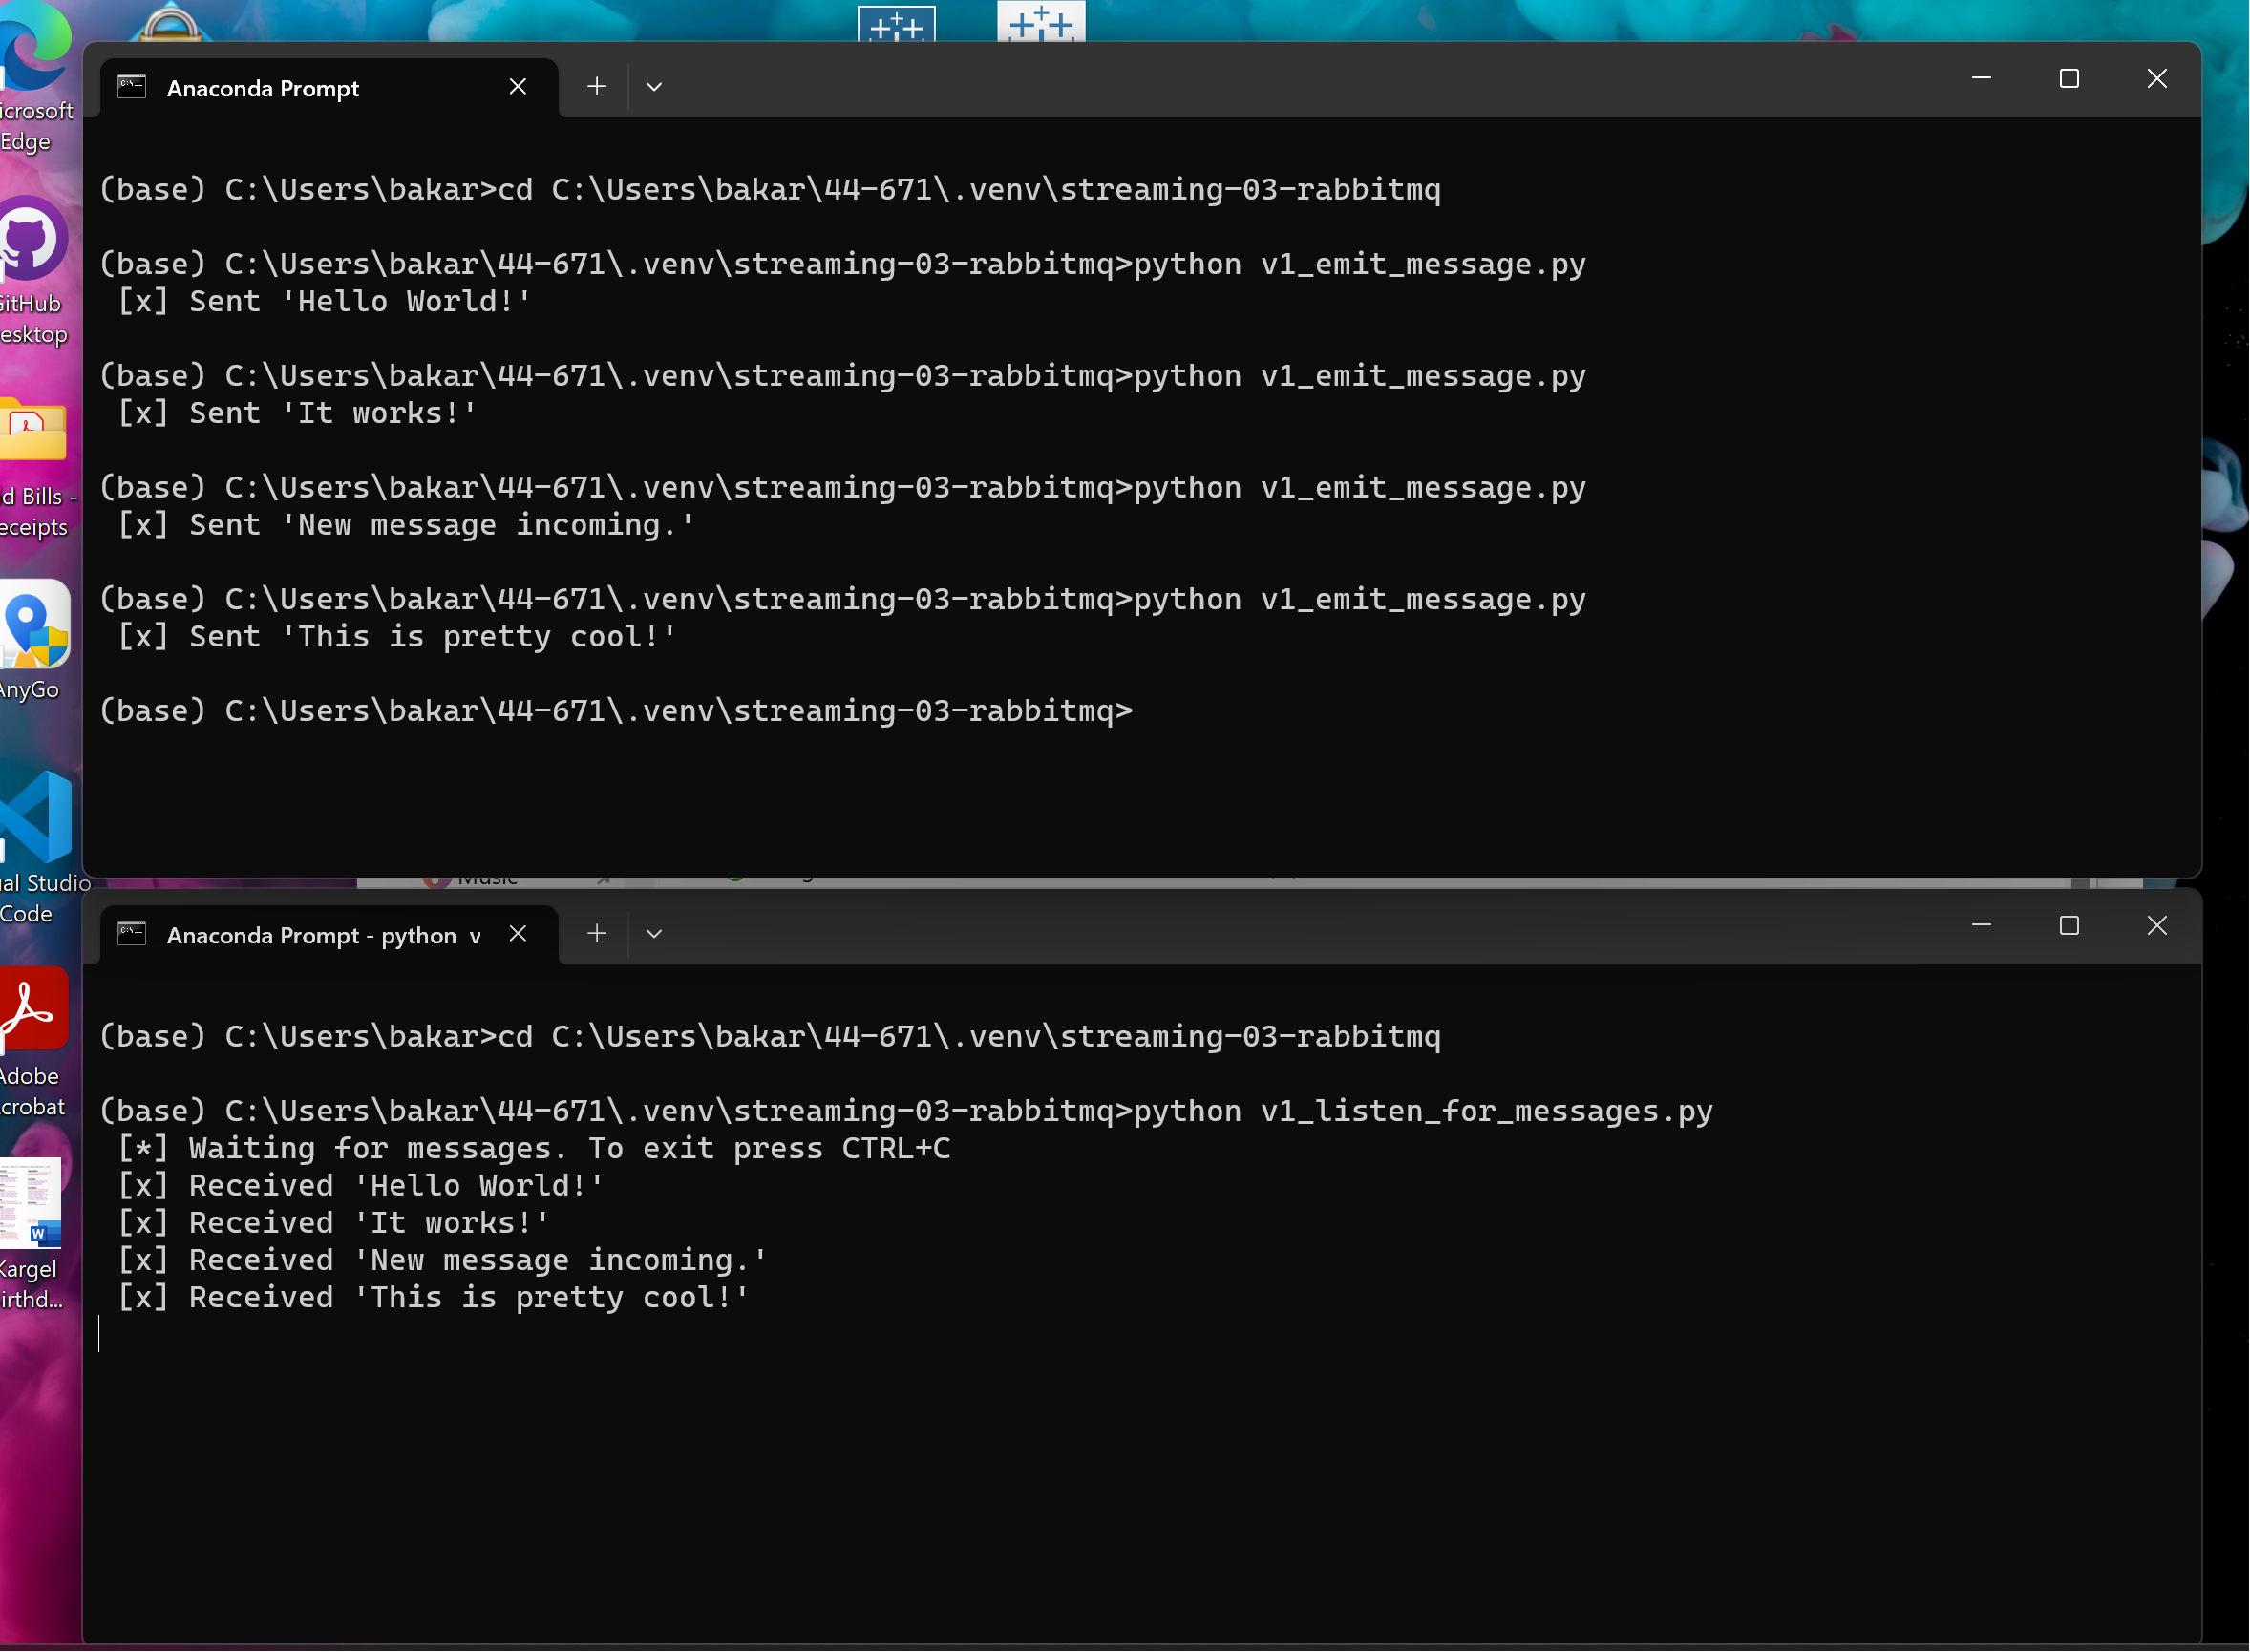 Microsoft
Edge
GitHub
Desktop
Bills -
Receipts
AnyGo
Visual Studio
Code
Adobe
Acrobat
Kargel
Birthd...
Anaconda Prompt
(base) C:\Users\bakar>cd C:\Users\bakar\44-671\.venv\streaming-03-rabbitmq
(base) C:\Users\bakar\44-671\.venv\streaming-03-rabbitmq>python v1_emit_message.py
[x] Sent 'Hello World!'
(base) C:\Users\bakar\44-671\.venv\streaming-03-rabbitmq>python v1_emit_message.py
[x] Sent 'It works!'
(base) C:\Users\bakar\44-671\.venv\streaming-03-rabbitmq>python v1_emit_message.py
[x] Sent 'New message incoming.'
(base) C:\Users\bakar\44-671\.venv\streaming-03-rabbitmq>python v1_emit_message.py
[x] Sent 'This is pretty cool!'
(base) C:\Users\bakar\44-671\.venv\streaming-03-rabbitmq>
Music
Anaconda Prompt - python v
(base) C:\Users\bakar>cd C:\Users\bakar\44-671\.venv\streaming-03-rabbitmq
(base) C:\Users\bakar\44-671\.venv\streaming-03-rabbitmq>python v1_listen_for_messages.py
[*] Waiting for messages. To exit press CTRL+C
[x] Received 'Hello World!'
[x] Received 'It works!'
[x] Received 'New message incoming.'
[x] Received 'This is pretty cool!'